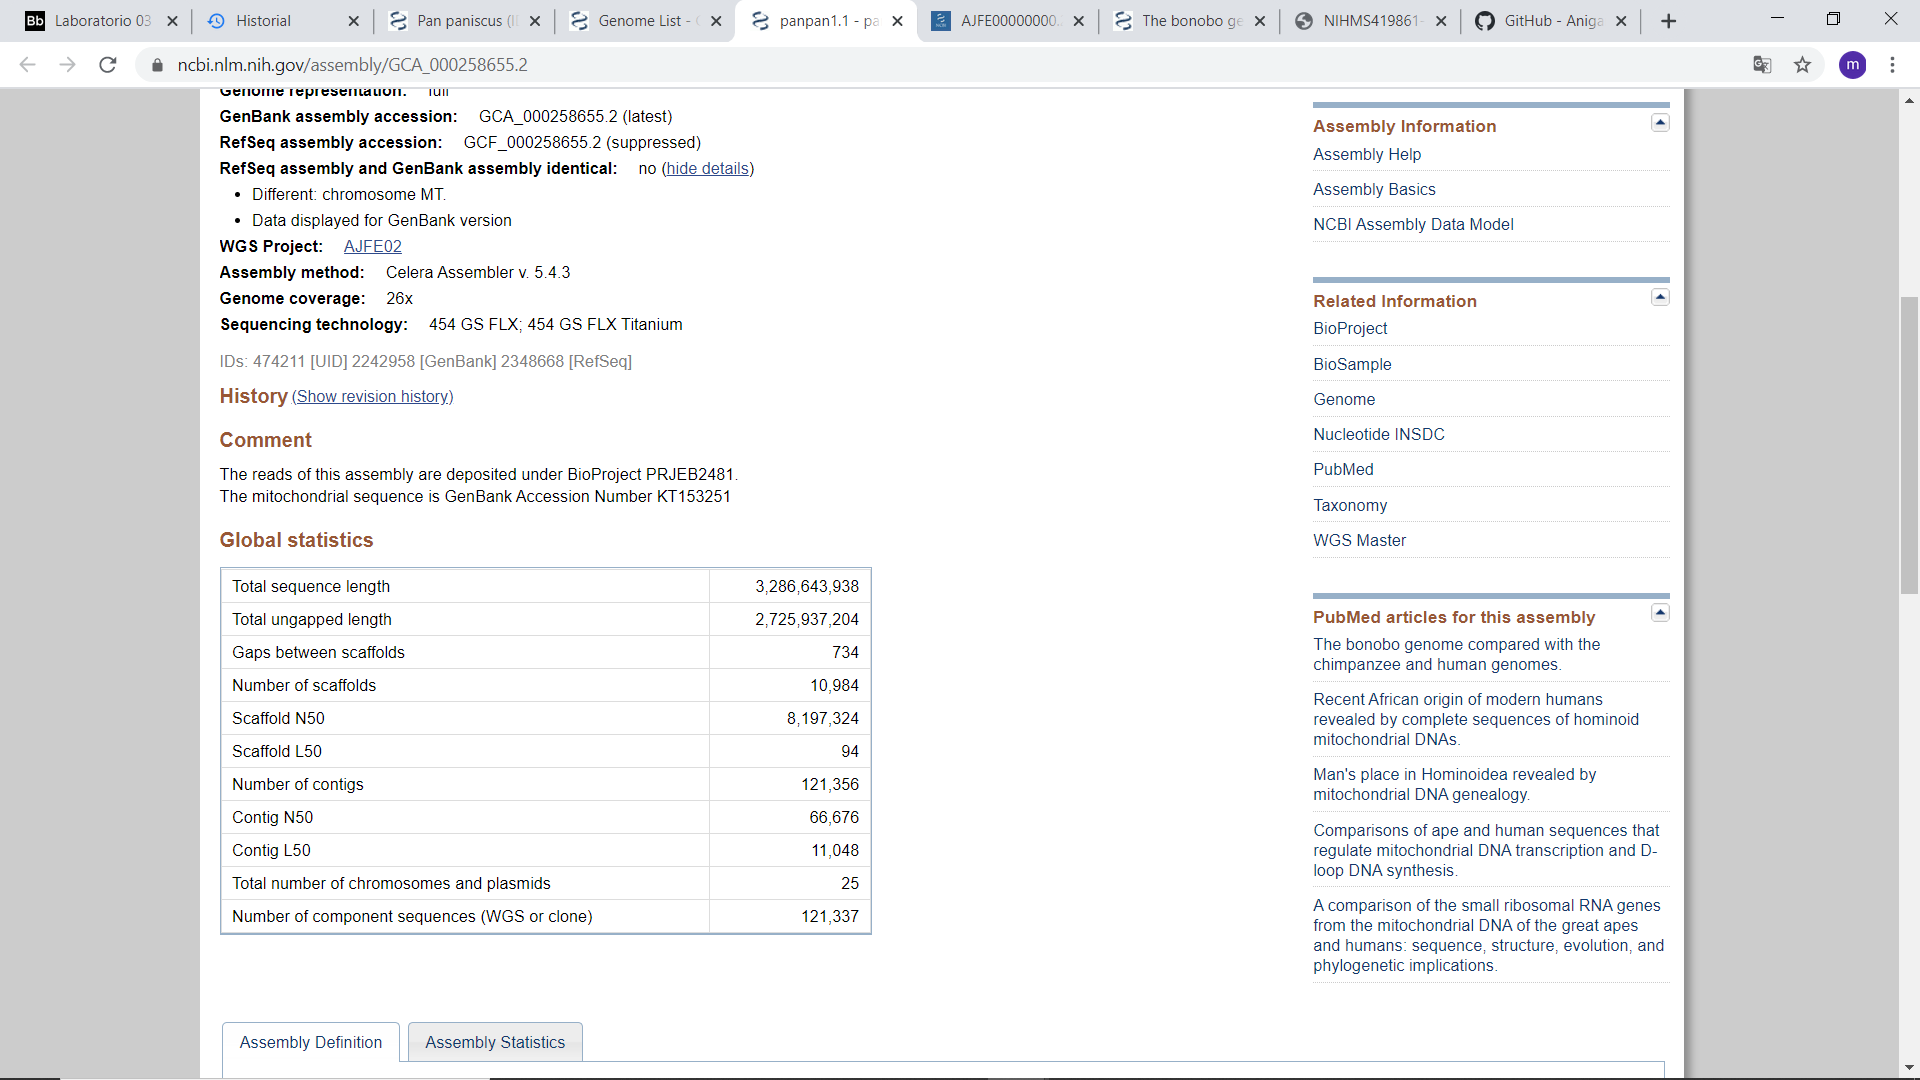 Laboratorio 03
Historial
Pan paniscus (I
Genome List -
panpan1.1 - pa
AJFE00000000.
The bonobo ge
NIHMS419861-
GitHub - Aniga
ncbi.nlm.nih.gov/assembly/GCA_000258655.2
m
Genome representation: full
GenBank assembly accession: GCA_000258655.2 (latest)
RefSeq assembly accession: GCF_000258655.2 (suppressed)
RefSeq assembly and GenBank assembly identical: no (hide details)
• Different: chromosome MT.
• Data displayed for GenBank version
WGS Project: AJFE02
Assembly method: Celera Assembler v. 5.4.3
Genome coverage: 26x
Sequencing technology: 454 GS FLX; 454 GS FLX Titanium
IDs: 474211 [UID] 2242958 [GenBank] 2348668 [RefSeq]
History (Show revision history)
Comment
The reads of this assembly are deposited under BioProject PRJEB2481.
The mitochondrial sequence is GenBank Accession Number KT153251
Global statistics
Total sequence length 3,286,643,938
Total ungapped length 2,725,937,204
Gaps between scaffolds 734
Number of scaffolds 10,984
Scaffold N50 8,197,324
Scaffold L50 94
Number of contigs 121,356
Contig N50 66,676
Contig L50 11,048
Total number of chromosomes and plasmids 25
Number of component sequences (WGS or clone) 121,337
Assembly Definition
Assembly Statistics
Assembly Information
Assembly Help
Assembly Basics
NCBI Assembly Data Model
Related Information
BioProject
BioSample
Genome
Nucleotide INSDC
PubMed
Taxonomy
WGS Master
PubMed articles for this assembly
The bonobo genome compared with the
chimpanzee and human genomes.
Recent African origin of modern humans
revealed by complete sequences of hominoid
mitochondrial DNAs.
Man's place in Hominoidea revealed by
mitochondrial DNA genealogy.
Comparisons of ape and human sequences that
regulate mitochondrial DNA transcription and D-
loop DNA synthesis.
A comparison of the small ribosomal RNA genes
from the mitochondrial DNA of the great apes
and humans: sequence, structure, evolution, and
phylogenetic implications.